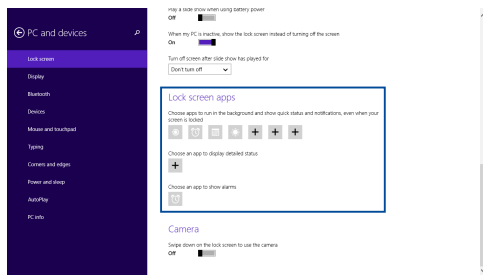 Play a slide show when using battery power
Off
PC and devices
When my PC is inactive, show the lock screen instead of turning off the screen
On
Lock screen
Turn off screen after slide show has played for
Don't turn off
Display
Bluetooth
Devices
Mouse and touchpad
Typing
Corners and edges
Power and sleep
AutoPlay
PC info
Lock screen apps
Choose apps to run in the background and show quick status and notifications, even when your
screen is locked
Choose an app to display detailed status
Choose an app to show alarms
Camera
Swipe down on the lock screen to use the camera
Off